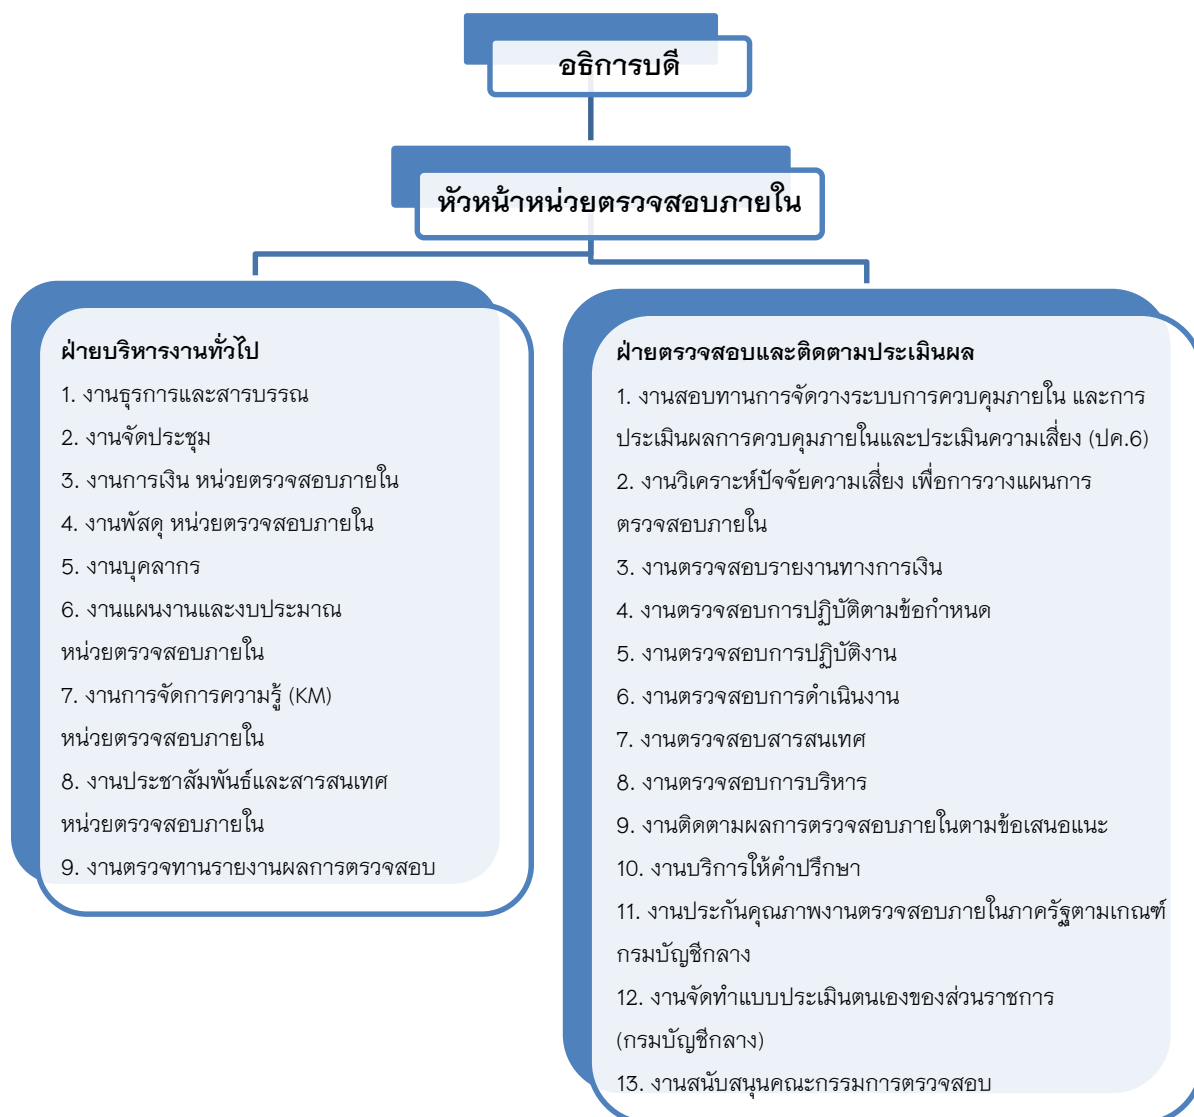 อธิการบดี
หัวหน้าหน่วยตรวจสอบภายใน
ฝ่ายบริหารงานทั่วไป
1. งานธุรการและสารบรรณ
2. งานจัดประชุม
3. งานการเงิน หน่วยตรวจสอบภายใน
4. งานพัสดุ หน่วยตรวจสอบภายใน
5. งานบุคลากร
6. งานแผนงานและงบประมาณ
หน่วยตรวจสอบภายใน
7. งานการจัดการความรู้ (KM)
หน่วยตรวจสอบภายใน
8. งานประชาสัมพันธ์และสารสนเทศ
หน่วยตรวจสอบภายใน
9. งานตรวจทานรายงานผลการตรวจสอบ
ฝ่ายตรวจสอบและติดตามประเมินผล
1. งานสอบทานการจัดวางระบบการควบคุมภายใน และการ
ประเมินผลการควบคุมภายในและประเมินความเสี่ยง (ปค.6)
2. งานวิเคราะห์ปัจจัยความเสี่ยง เพื่อการวางแผนการ
ตรวจสอบภายใน
3. งานตรวจสอบรายงานทางการเงิน
4. งานตรวจสอบการปฏิบัติตามข้อกำหนด
5. งานตรวจสอบการปฏิบัติงาน
6. งานตรวจสอบการดำเนินงาน
7. งานตรวจสอบสารสนเทศ
8. งานตรวจสอบการบริหาร
9. งานติดตามผลการตรวจสอบภายในตามข้อเสนอแนะ
10. งานบริการให้คำปรึกษา
11. งานประกันคุณภาพงานตรวจสอบภายในภาครัฐตามเกณฑ์
กรมบัญชีกลาง
12. งานจัดทำแบบประเมินตนเองของส่วนราชการ
(กรมบัญชีกลาง)
13. งานสนับสนุนคณะกรรมการตรวจสอบ